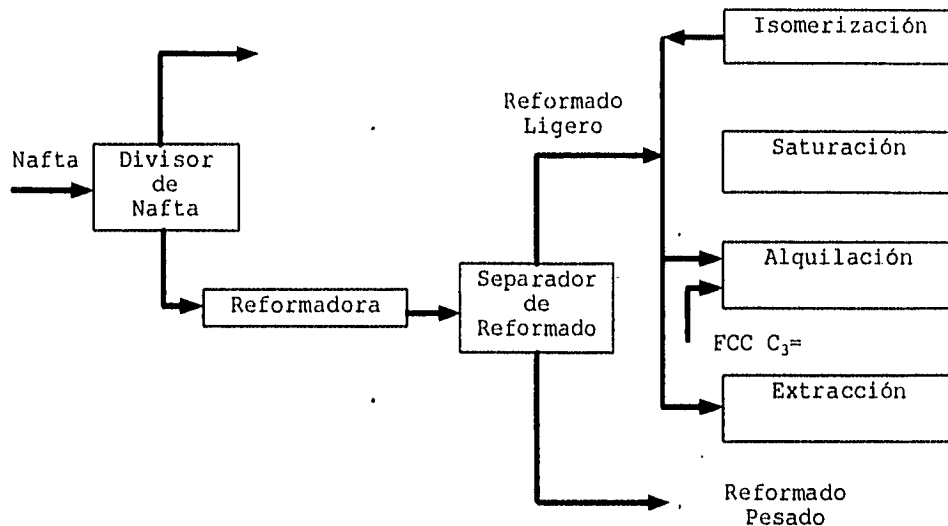 Isomerización
Reformado
Ligero
Saturación
Nafta
Divisor
de
Nafta
Alquilación
Separador
de
Reformado
Reformadora
FCC C₃=
Extracción
Reformado
Pesado